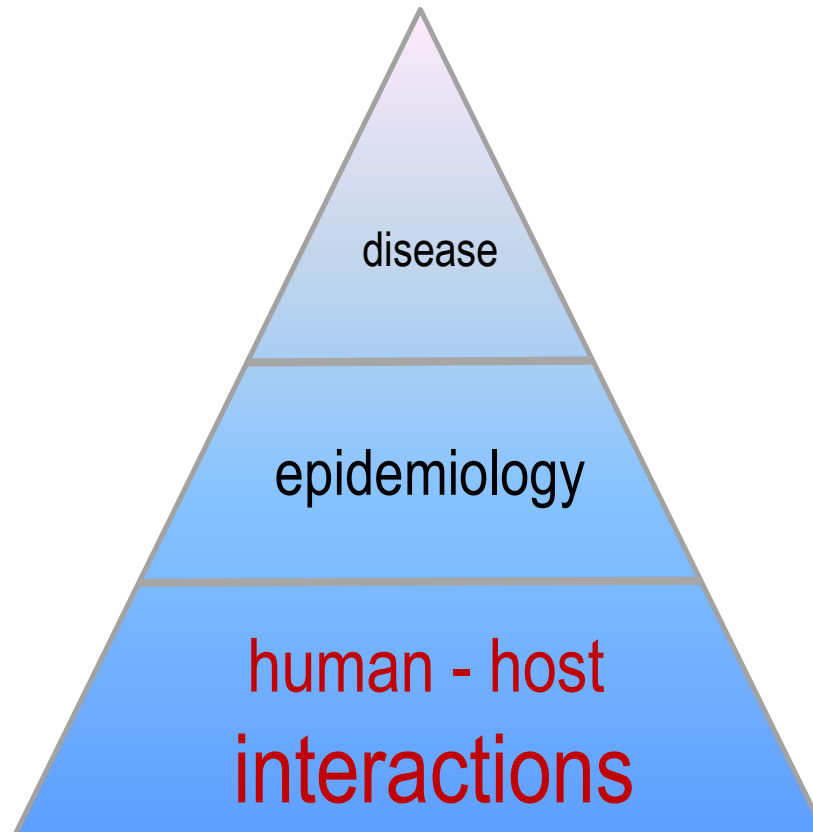 disease
epidemiology
human - host
interactions